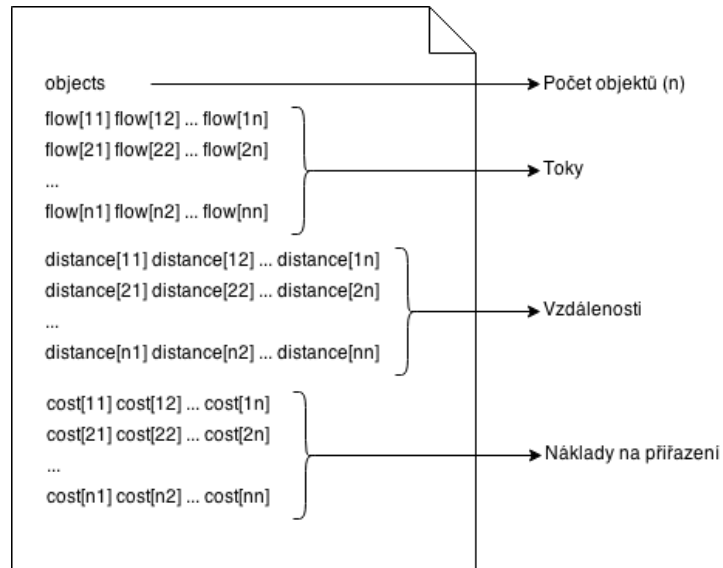 objects
Počet objektů (n)
flow[11] flow[12] ... flow[1n]
flow[21] flow[22] ... flow[2n]
...
flow[n1] flow[n2] ... flow[nn]
Toky
distance[11] distance[12] ... distance[1n]
distance[21] distance[22] ... distance[2n]
...
distance[n1] distance[n2] ... distance[nn]
Vzdálenosti
cost[11] cost[12] ... cost[1n]
cost[21] cost[22] ... cost[2n]
...
cost[n1] cost[n2] ... cost[nn]
Náklady na přiřazení